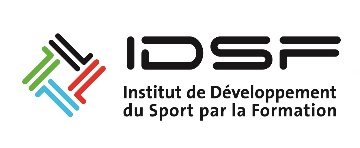 IDSF
Institut de Développement
du Sport par la Formation